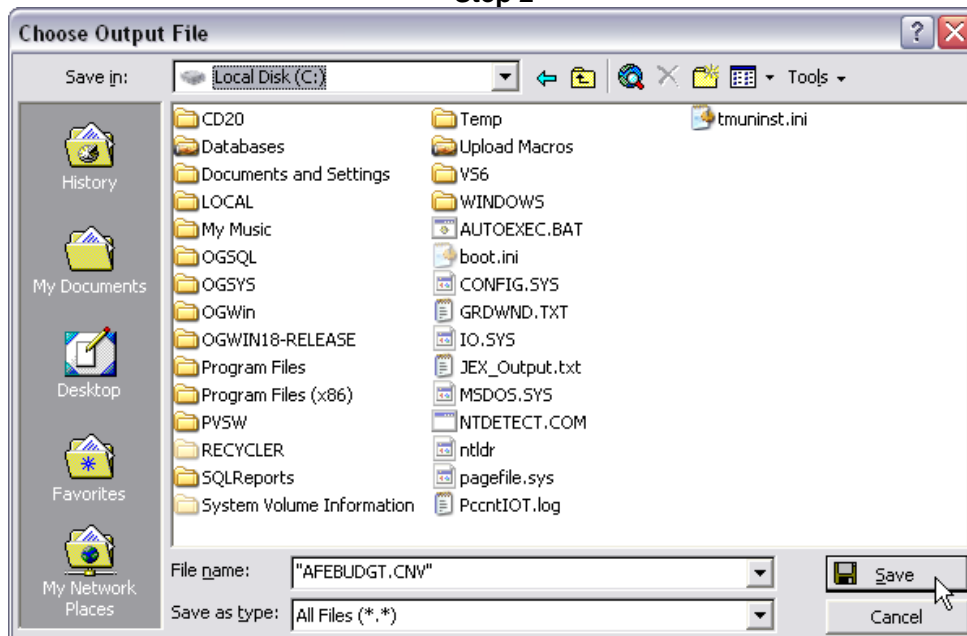 Choose Output File
Save in: Local Disk (C:) Tools
History
My Documents
Desktop
Favorites
My Network
Places
CD20
Databases
Documents and Settings
LOCAL
My Music
OGSQL
OGSYS
OGWin
OGWIN18-RELEASE
Program Files
Program Files (x86)
PVSW
RECYCLER
SQLReports
System Volume Information
Temp
Upload Macros
VS6
WINDOWS
AUTOEXEC.BAT
boot.ini
CONFIG.SYS
GRDWND.TXT
IO.SYS
JEX_Output.txt
MSDOS.SYS
NTDETECT.COM
ntldr
pagefile.sys
PccntIOT.log
tmuninst.ini
File name: "AFEBUDGT.CNV" Save
Save as type: All Files (*.*) Cancel